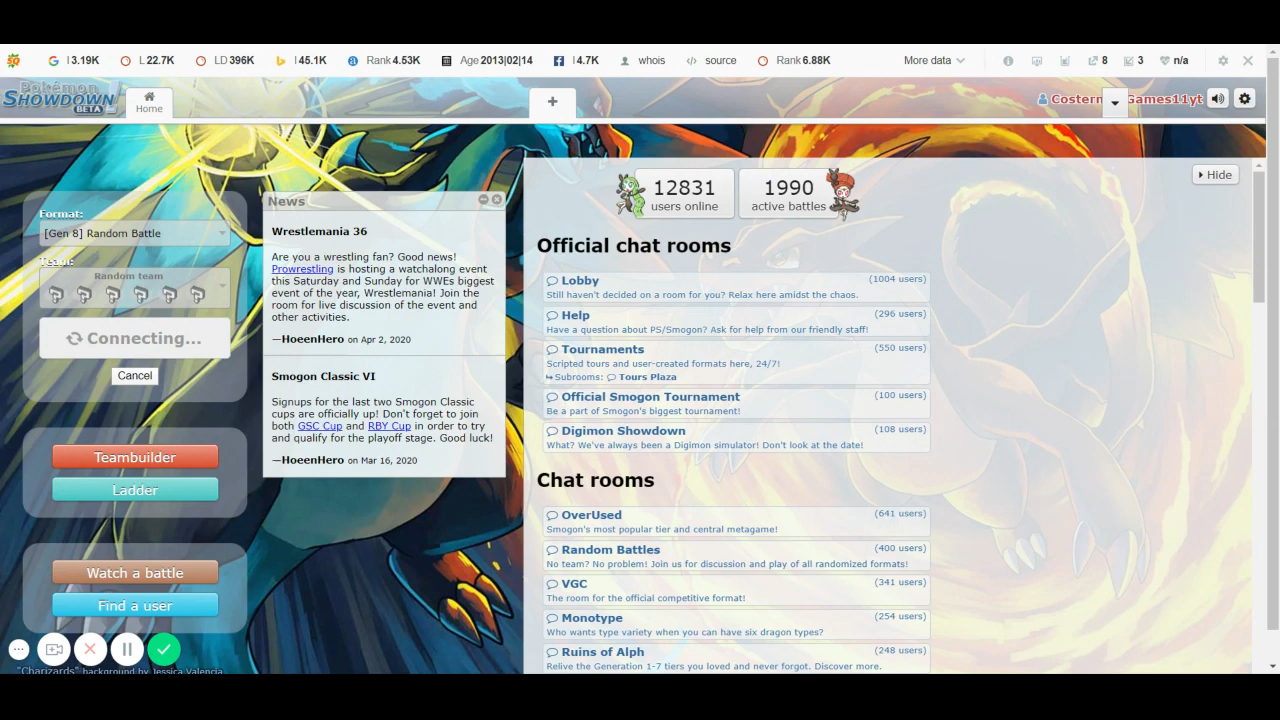 I 3.19K L 22.7K LD 396K I 45.1K Rank 4.53K Age 2013|02|14 I 4.7K whois source Rank 6.88K More data 8 3 n/a
Pokémon
SHOWDOWN
BETA
Home
+
Hide
12831
users online
1990
active battles
Format:
[Gen 8] Random Battle
Team:
Random team
Connecting...
Cancel
Teambuilder
Ladder
Watch a battle
Find a user
"Charizards" background by Jessica Valencia
News
Wrestlemania 36
Are you a wrestling fan? Good news!
Prowrestling is hosting a watchalong event
this Saturday and Sunday for WWEs biggest
event of the year, Wrestlemania! Join the
room for live discussion of the event and
other activities.
—HoeenHero on Apr 2, 2020
Smogon Classic VI
Signups for the last two Smogon Classic
cups are officially up! Don't forget to join
both GSC Cup and RBY Cup in order to try
and qualify for the playoff stage. Good luck!
—HoeenHero on Mar 16, 2020
Official chat rooms
Lobby (1004 users)
Still haven't decided on a room for you? Relax here amidst the chaos.
Help (296 users)
Have a question about PS/Smogon? Ask for help from our friendly staff!
Tournaments (550 users)
Scripted tours and user-created formats here, 24/7!
Subrooms: Tours Plaza
Official Smogon Tournament (100 users)
Be a part of Smogon's biggest tournament!
Digimon Showdown (108 users)
What? We've always been a Digimon simulator! Don't look at the date!
Chat rooms
OverUsed (641 users)
Smogon's most popular tier and central metagame!
Random Battles (400 users)
No team? No problem! Join us for discussion and play of all randomized formats!
VGC (341 users)
The room for the official competitive format!
Monotype (254 users)
Who wants type variety when you can have six dragon types?
Ruins of Alph (248 users)
Relive the Generation 1-7 tiers you loved and never forgot. Discover more.